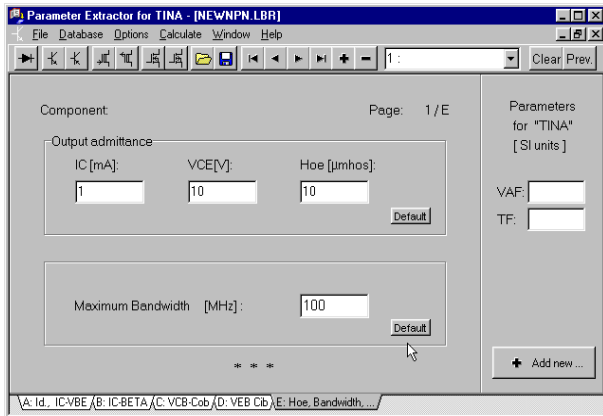 Parameter Extractor for TINA - [NEWNPN.LBR]
File Database Options Calculate Window Help
1 : Clear Prev.
Component: Page: 1/E
Output admittance
IC [mA]: VCE[V]: Hoe [µmhos]:
1 10 10
Default
Maximum Bandwidth [MHz] : 100
Default
* * *
Parameters
for "TINA"
[ SI units ]
VAF:
TF:
+ Add new ...
A: Id., IC-VBE B: IC-BETA C: VCB-Cob D: VEB Cib E: Hoe, Bandwidth, ...